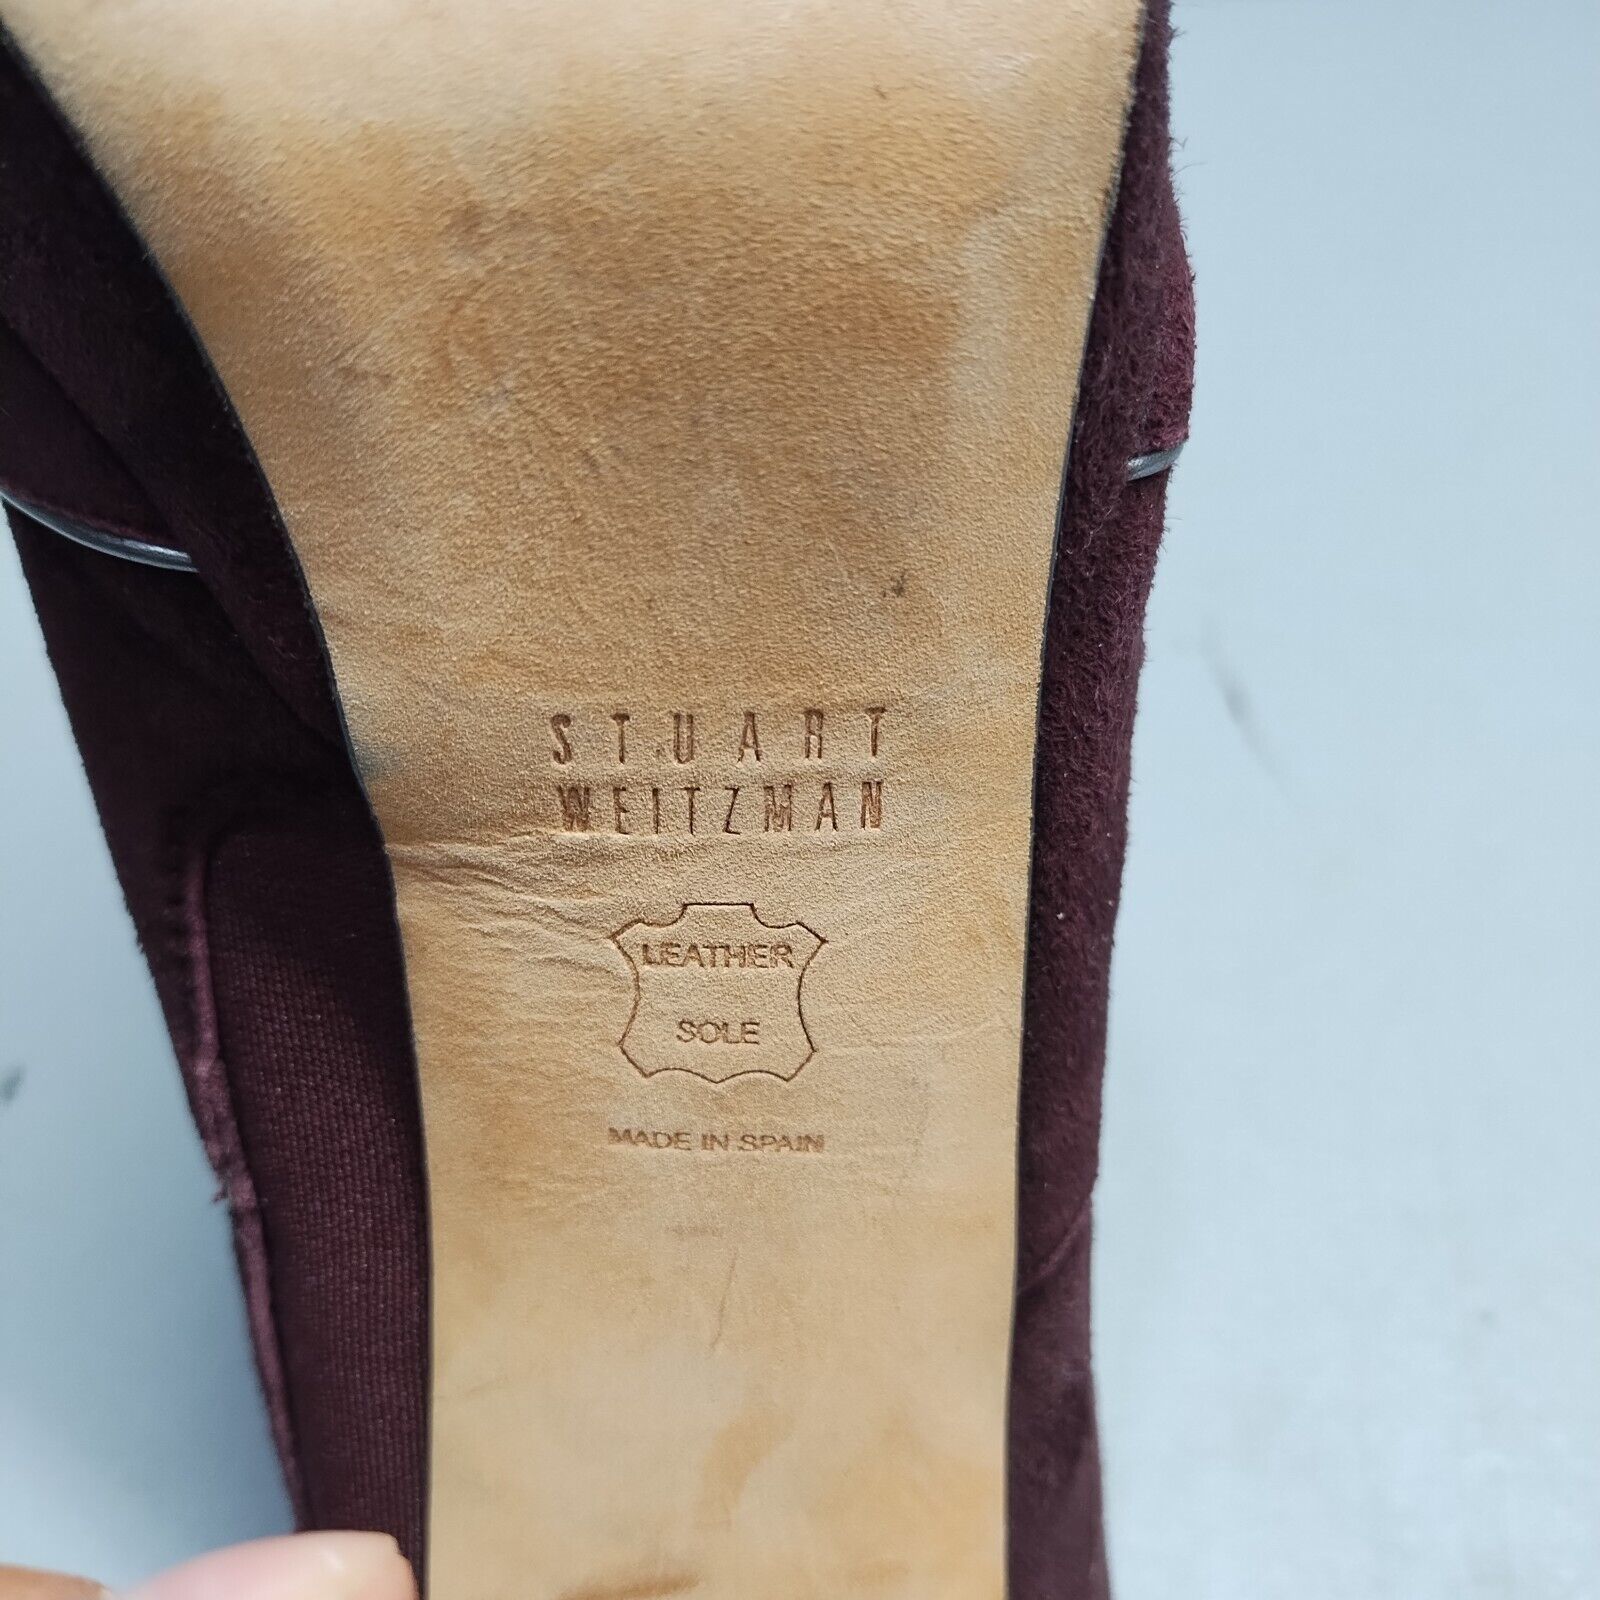 STUART
WEITZMAN
LEATHER
SOLE
MADE IN SPAIN